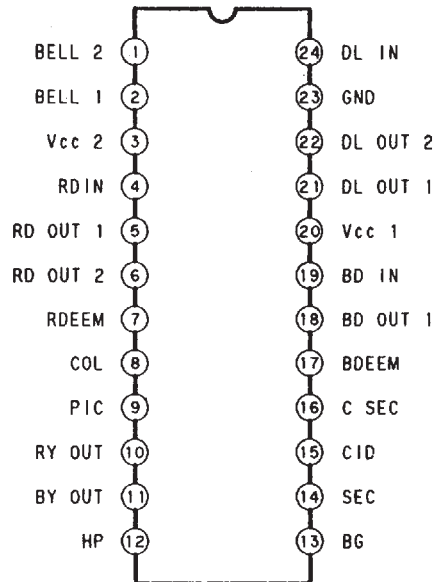 BELL 2 1 24 DL IN
BELL 1 2 23 GND
Vcc 2 3 22 DL OUT 2
RDIN 4 21 DL OUT 1
RD OUT 1 5 20 Vcc 1
RD OUT 2 6 19 BD IN
RDEEM 7 18 BD OUT 1
COL 8 17 BDEEM
PIC 9 16 C SEC
RY OUT 10 15 CID
BY OUT 11 14 SEC
HP 12 13 BG